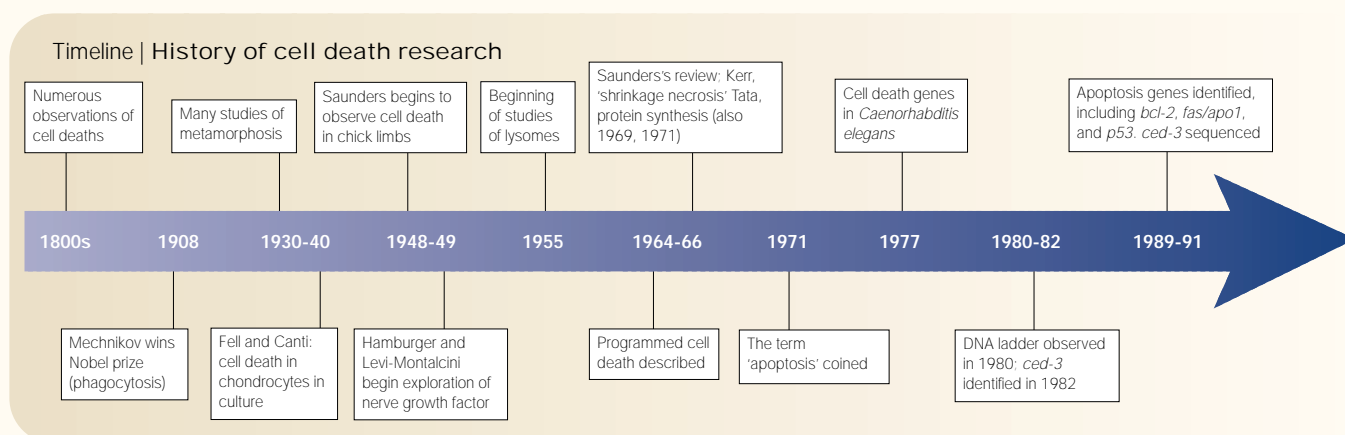 Timeline | History of cell death research
Numerous
observations of
cell deaths
Many studies of
metamorphosis
Saunders begins to
observe cell death
in chick limbs
Beginning
of studies
of lysomes
Saunders's review; Kerr,
'shrinkage necrosis' Tata,
protein synthesis (also
1969, 1971)
Cell death genes
in Caenorhabditis
elegans
Apoptosis genes identified,
including bcl-2, fas/apo1,
and p53. ced-3 sequenced
1800s
1908
1930-40
1948-49
1955
1964-66
1971
1977
1980-82
1989-91
Mechnikov wins
Nobel prize
(phagocytosis)
Fell and Canti:
cell death in
chondrocytes in
culture
Hamburger and
Levi-Montalcini
begin exploration of
nerve growth factor
Programmed cell
death described
The term
'apoptosis' coined
DNA ladder observed
in 1980; ced-3
identified in 1982